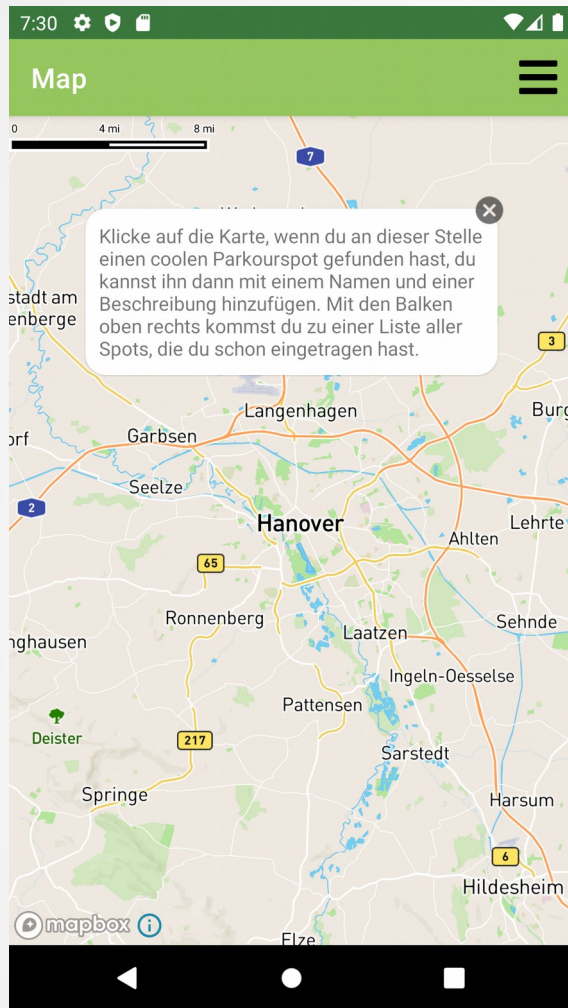 7:30
Map
0 4 mi 8 mi
7
Klicke auf die Karte, wenn du an dieser Stelle
einen coolen Parkourspot gefunden hast, du
kannst ihn dann mit einem Namen und einer
Beschreibung hinzufügen. Mit den Balken
oben rechts kommst du zu einer Liste aller
Spots, die du schon eingetragen hast.
stadt am
enberge
3
Langenhagen
Burg
Garbsen
orf
Seelze
2
Hanover
Lehrte
Ahlten
65
Ronnenberg
Sehnde
Laatzen
nghausen
Ingeln-Oesselse
Pattensen
Deister
217
Sarstedt
Springe
Harsum
6
Hildesheim
mapbox
Elze